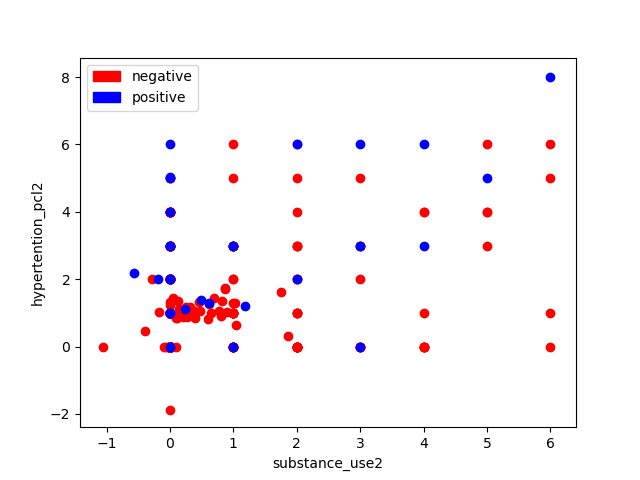 negative
positive
8
6
4
2
0
−2
hypertention_pcl2
−1 0 1 2 3 4 5 6
substance_use2